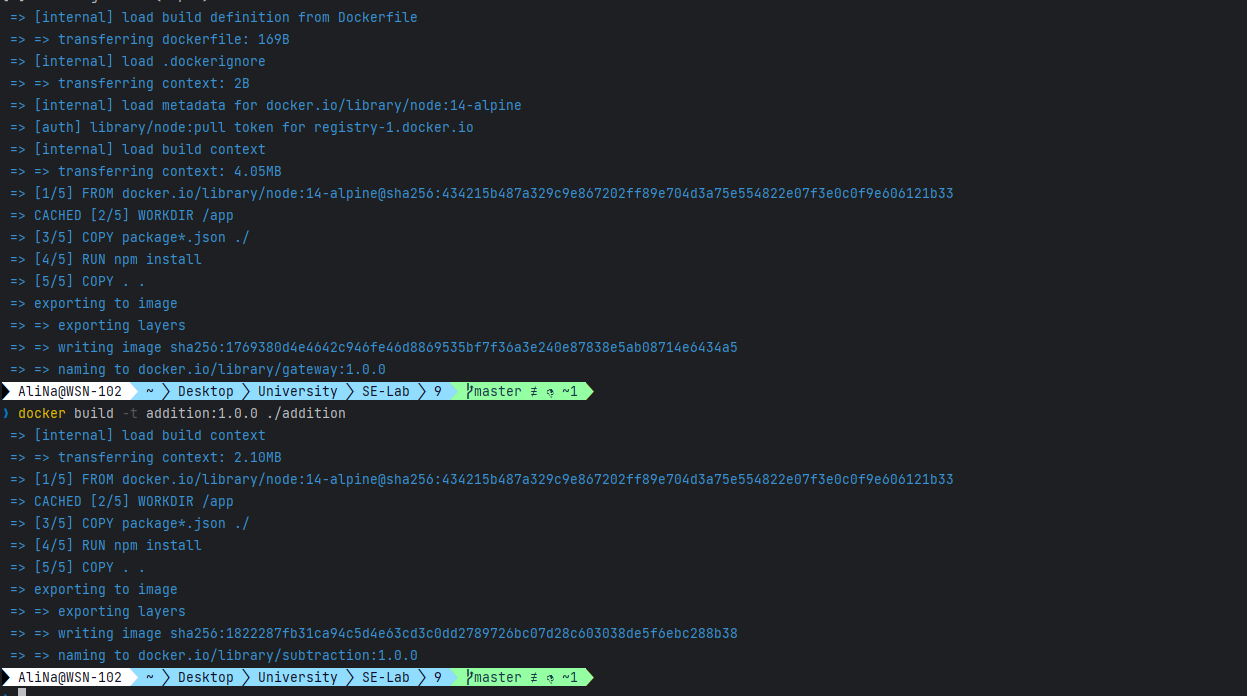 => [internal] load build definition from Dockerfile
=> => transferring dockerfile: 169B
=> [internal] load .dockerignore
=> => transferring context: 2B
=> [internal] load metadata for docker.io/library/node:14-alpine
=> [auth] library/node:pull token for registry-1.docker.io
=> [internal] load build context
=> => transferring context: 4.05MB
=> [1/5] FROM docker.io/library/node:14-alpine@sha256:434215b487a329c9e867202ff89e704d3a75e554822e07f3e0c0f9e606121b33
=> CACHED [2/5] WORKDIR /app
=> [3/5] COPY package*.json ./
=> [4/5] RUN npm install
=> [5/5] COPY . .
=> exporting to image
=> => exporting layers
=> => writing image sha256:1769380d4e4642c946fe46d8869535bf7f36a3e240e87838e5ab08714e6434a5
=> => naming to docker.io/library/gateway:1.0.0
AliNa@WSN-102 ~ Desktop University SE-Lab 9 master ≢ ~1
❯ docker build -t addition:1.0.0 ./addition
=> [internal] load build context
=> => transferring context: 2.10MB
=> [1/5] FROM docker.io/library/node:14-alpine@sha256:434215b487a329c9e867202ff89e704d3a75e554822e07f3e0c0f9e606121b33
=> CACHED [2/5] WORKDIR /app
=> [3/5] COPY package*.json ./
=> [4/5] RUN npm install
=> [5/5] COPY . .
=> exporting to image
=> => exporting layers
=> => writing image sha256:1822287fb31ca94c5d4e63cd3c0dd2789726bc07d28c603038de5f6ebc288b38
=> => naming to docker.io/library/subtraction:1.0.0
AliNa@WSN-102 ~ Desktop University SE-Lab 9 master ≢ ~1